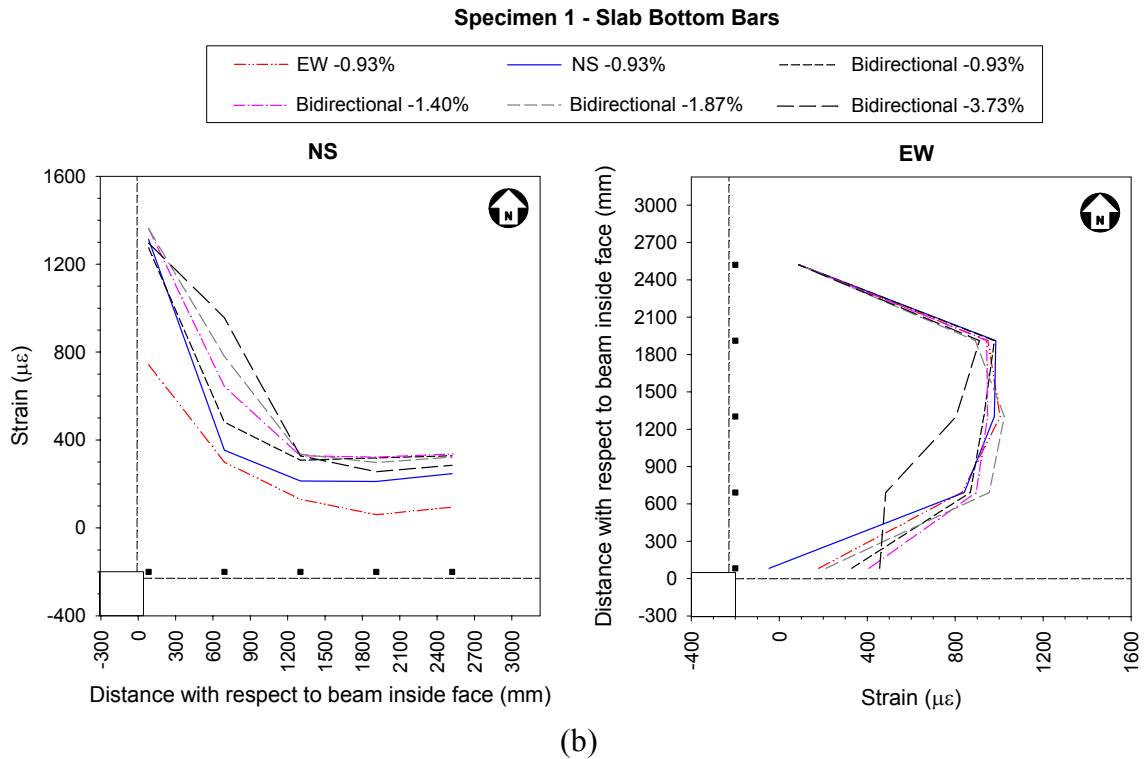 Specimen 1 - Slab Bottom Bars
EW -0.93% NS -0.93% Bidirectional -0.93%
Bidirectional -1.40% Bidirectional -1.87% Bidirectional -3.73%
NS
1600
1200
800
400
0
-400
Strain (με)
N
-300 0 300 600 900 1200 1500 1800 2100 2400 2700 3000
Distance with respect to beam inside face (mm)
EW
3000
2700
2400
2100
1800
1500
1200
900
600
300
0
-300
Distance with respect to beam inside face (mm)
N
-400 0 400 800 1200 1600
Strain (με)
(b)